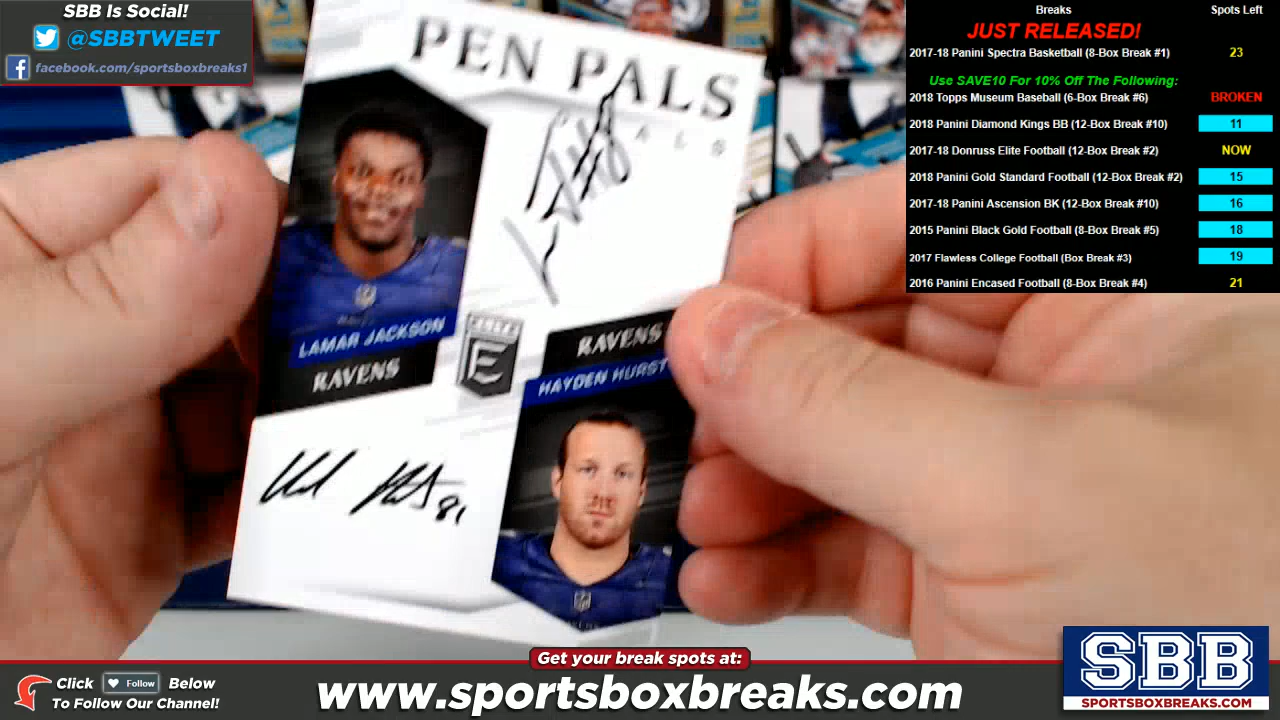 SBB Is Social!
@SBBTWEET
facebook.com/sportsboxbreaks1
Breaks Spots Left
JUST RELEASED!
2017-18 Panini Spectra Basketball (8-Box Break #1) 23
Use SAVE10 For 10% Off The Following:
2018 Topps Museum Baseball (6-Box Break #6) BROKEN
2018 Panini Diamond Kings BB (12-Box Break #10) 11
2017-18 Donruss Elite Football (12-Box Break #2) NOW
2018 Panini Gold Standard Football (12-Box Break #2) 15
2017-18 Panini Ascension BK (12-Box Break #10) 16
2015 Panini Black Gold Football (8-Box Break #5) 18
2017 Flawless College Football (Box Break #3) 19
2016 Panini Encased Football (8-Box Break #4) 21
PEN PALS
LAMAR JACKSON
RAVENS
ELITE
E
RAVENS
HAYDEN HURST
81
Get your break spots at:
Click Follow Below
To Follow Our Channel!
www.sportsboxbreaks.com
SBB
SPORTSBOXBREAKS.COM